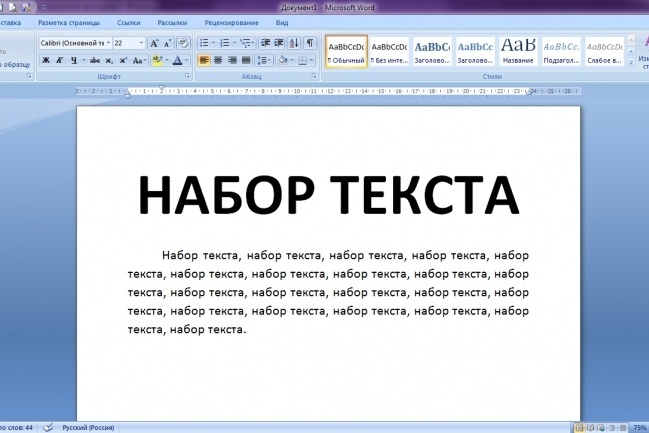 Документ1 - Microsoft Word
ставка Разметка страницы Ссылки Рассылки Рецензирование Вид
Calibri (Основной те 22
образцу
Шрифт Абзац Стили
AaBbCcDc AaBbCcDc AaBbCc AaBbCc AaB AaBbCc. AaBbCcDc
¶ Обычный ¶ Без инте... Заголово... Заголово... Название Подзагол... Слабое в...
НАБОР ТЕКСТА
Набор текста, набор текста, набор текста, набор текста, набор
текста, набор текста, набор текста, набор текста, набор текста, набор
текста, набор текста, набор текста, набор текста, набор текста, набор
текста, набор текста, набор текста, набор текста, набор текста, набор
текста, набор текста.
по слов: 44 Русский (Россия) 75%